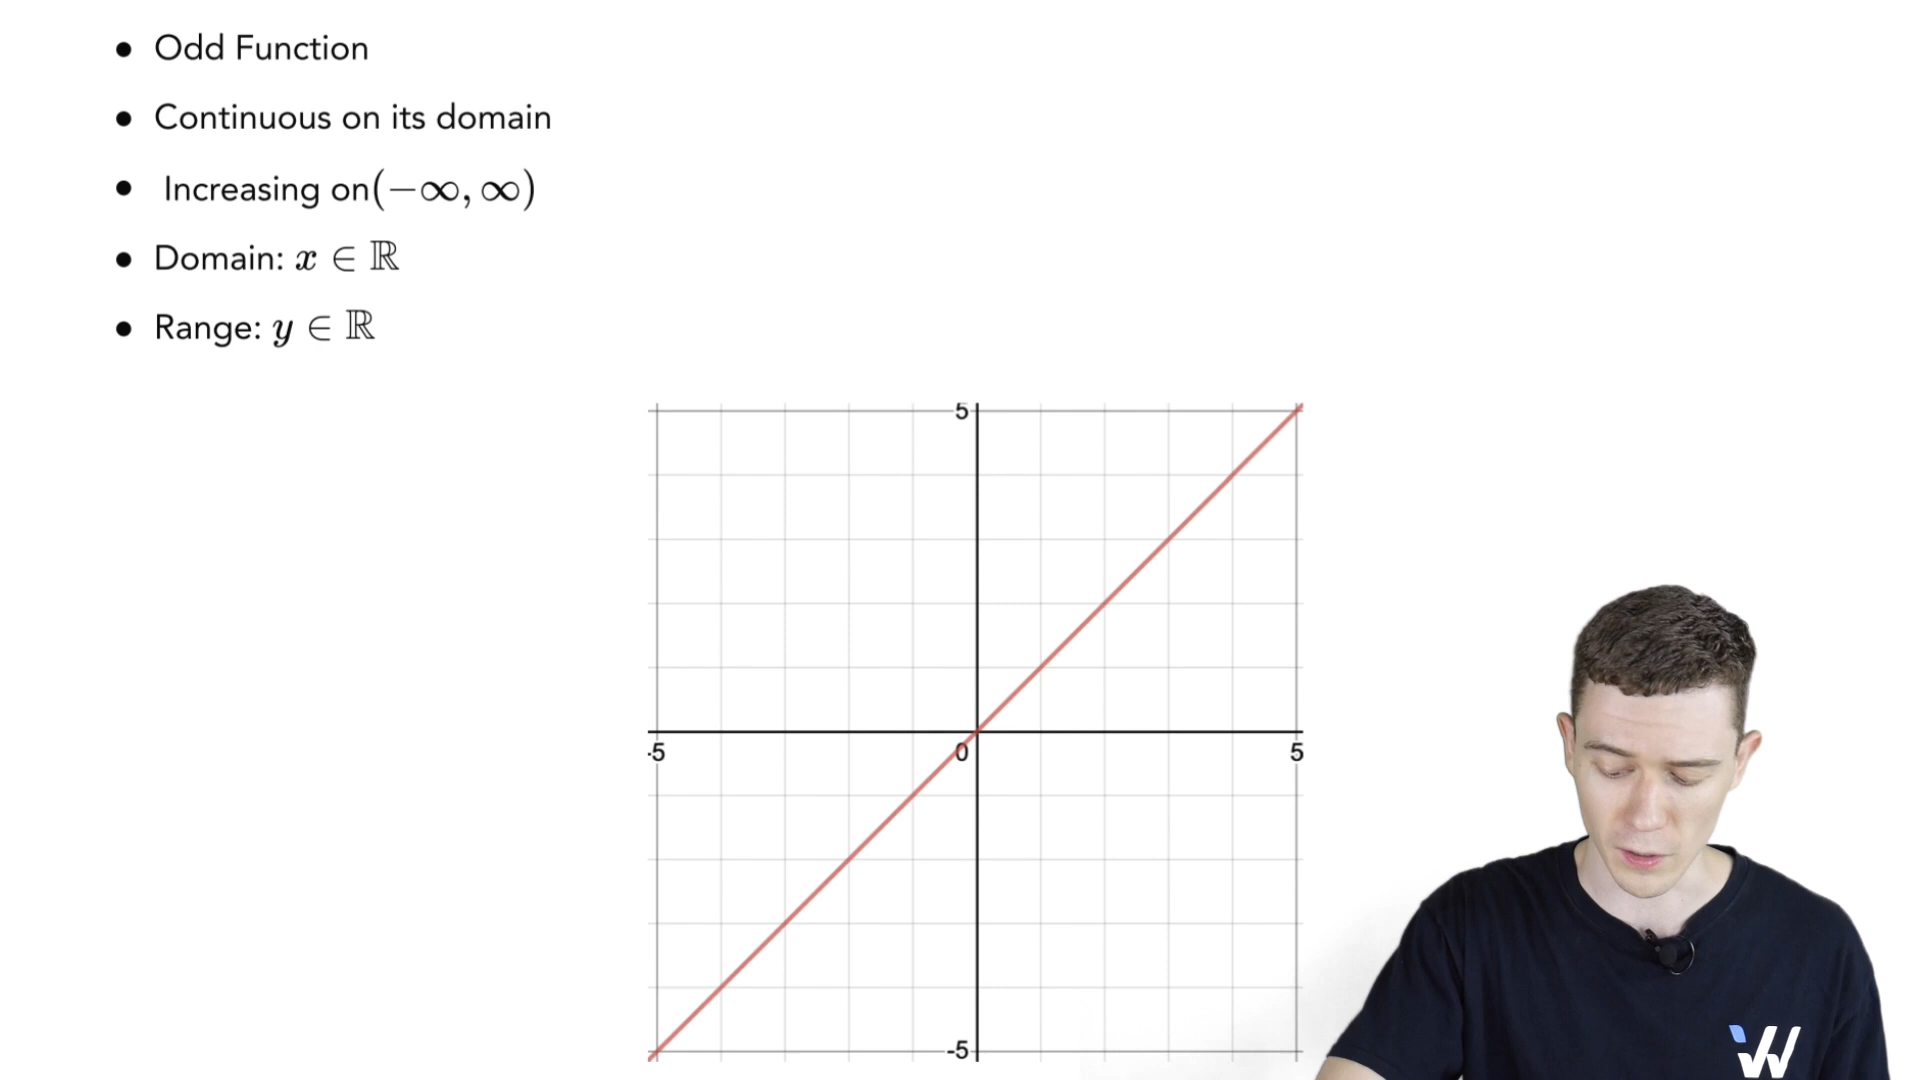 • Odd Function
• Continuous on its domain
• Increasing on(−∞, ∞)
• Domain: x ∈ ℝ
• Range: y ∈ ℝ
5
-5 0 5
-5
W